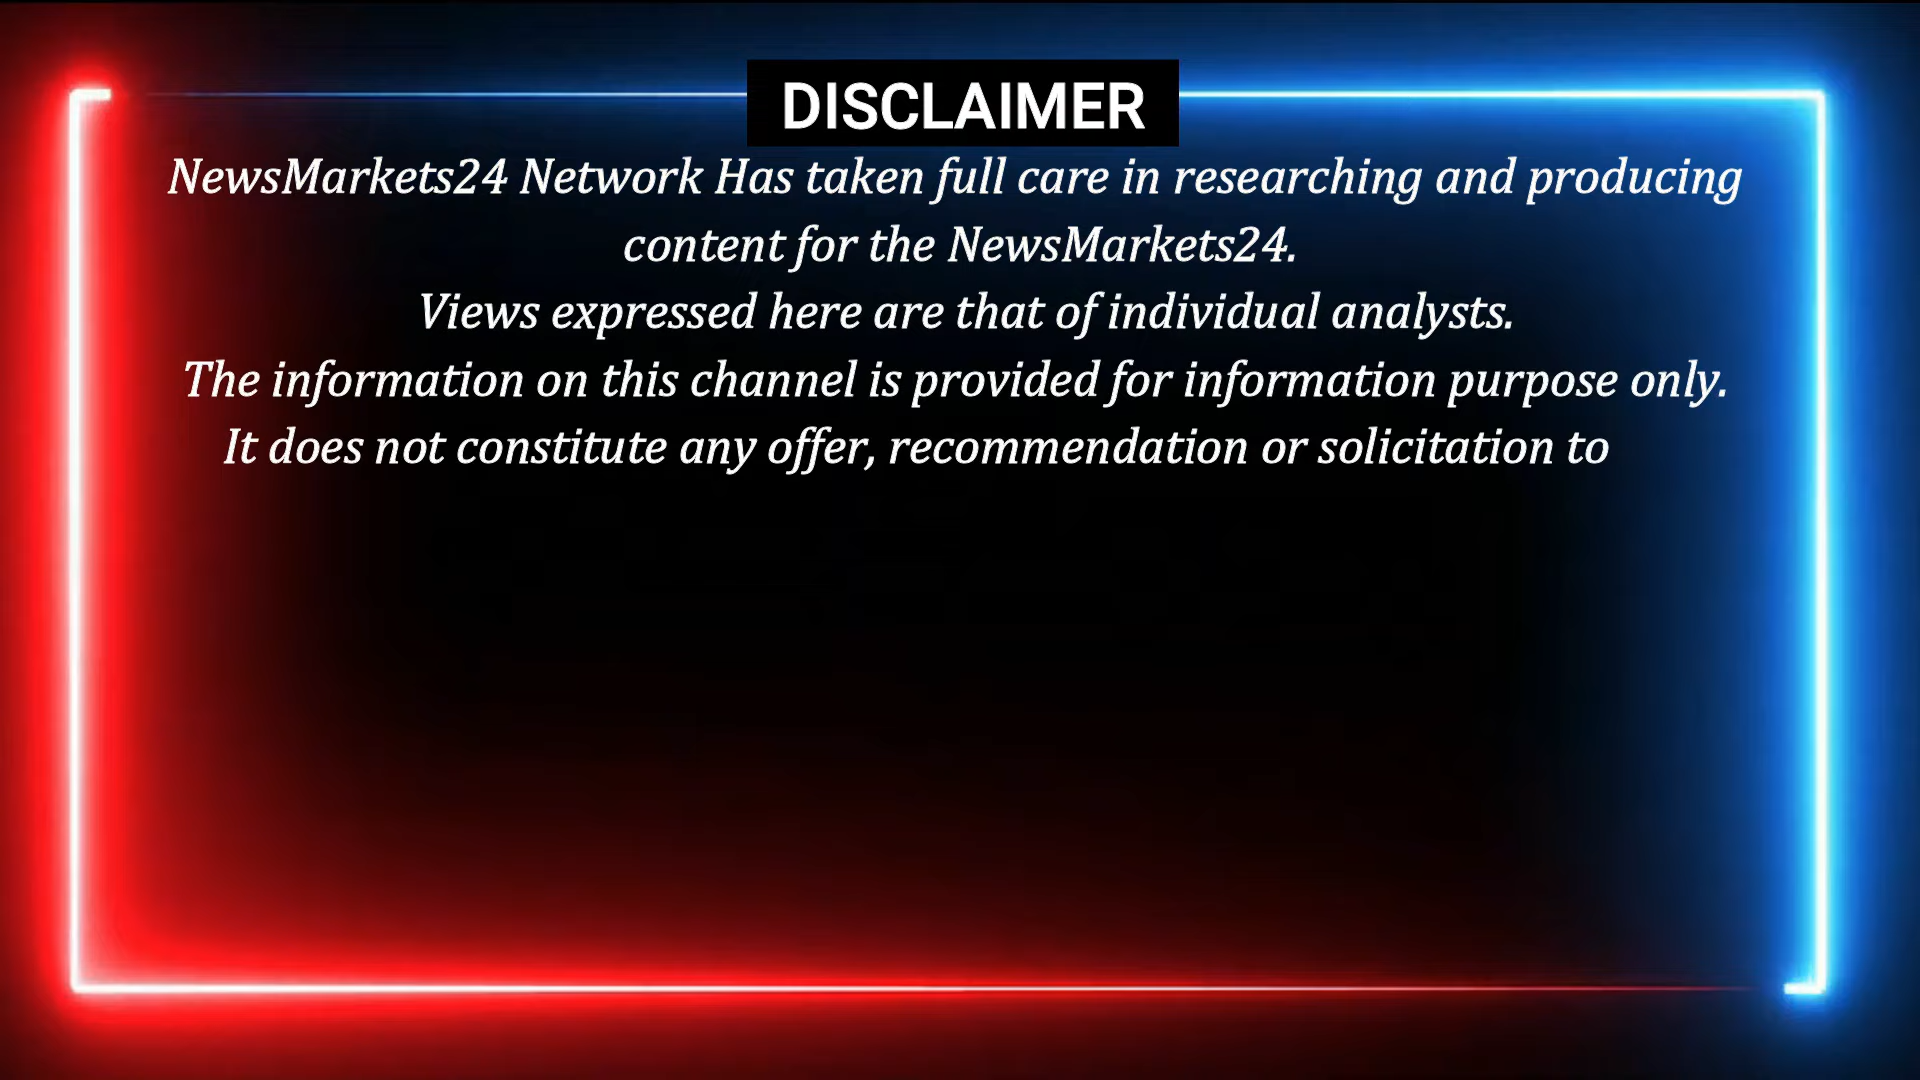 DISCLAIMER
NewsMarkets24 Network Has taken full care in researching and producing
content for the NewsMarkets24.
Views expressed here are that of individual analysts.
The information on this channel is provided for information purpose only.
It does not constitute any offer, recommendation or solicitation to